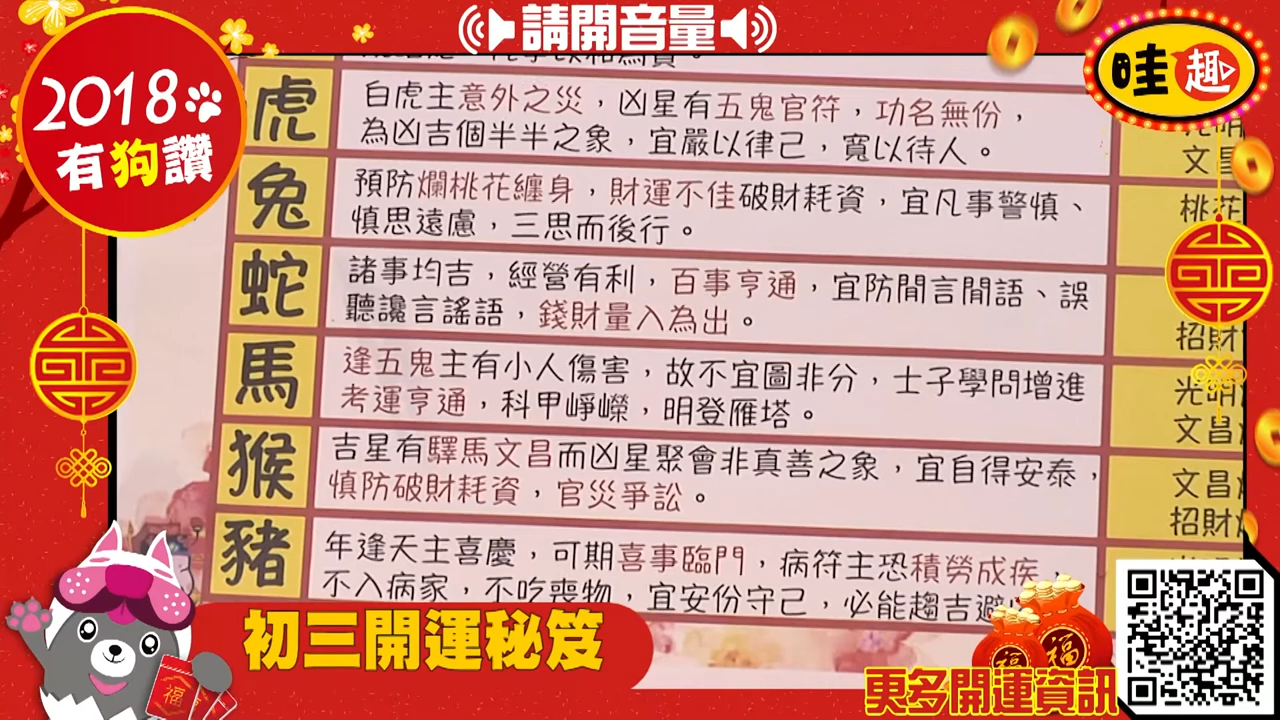 請開音量
2018
有狗讚
哇趣
虎
白虎主意外之災，凶星有五鬼官符，功名無份，
為凶吉個半半之象，宜嚴以律己，寬以待人。
文昌
兔
預防爛桃花纏身，財運不佳破財耗資，宜凡事警慎、
慎思遠慮，三思而後行。
桃花
蛇
諸事均吉，經營有利，百事亨通，宜防閒言閒語、誤
聽讒言謠語，錢財量入為出。
招財
馬
逢五鬼主有小人傷害，故不宜圖非分，士子學問增進
考運亨通，科甲崢嶸，明登雁塔。
光明
文昌
猴
吉星有驛馬文昌而凶星聚會非真善之象，宜自得安泰，
慎防破財耗資，官災爭訟。
文昌
招財
豬
年逢天主喜慶，可期喜事臨門，病符主恐積勞成疾，
不入病家，不吃喪物，宜安份守己，必能趨吉避
初三開運秘笈
福
福
福
更多開運資訊